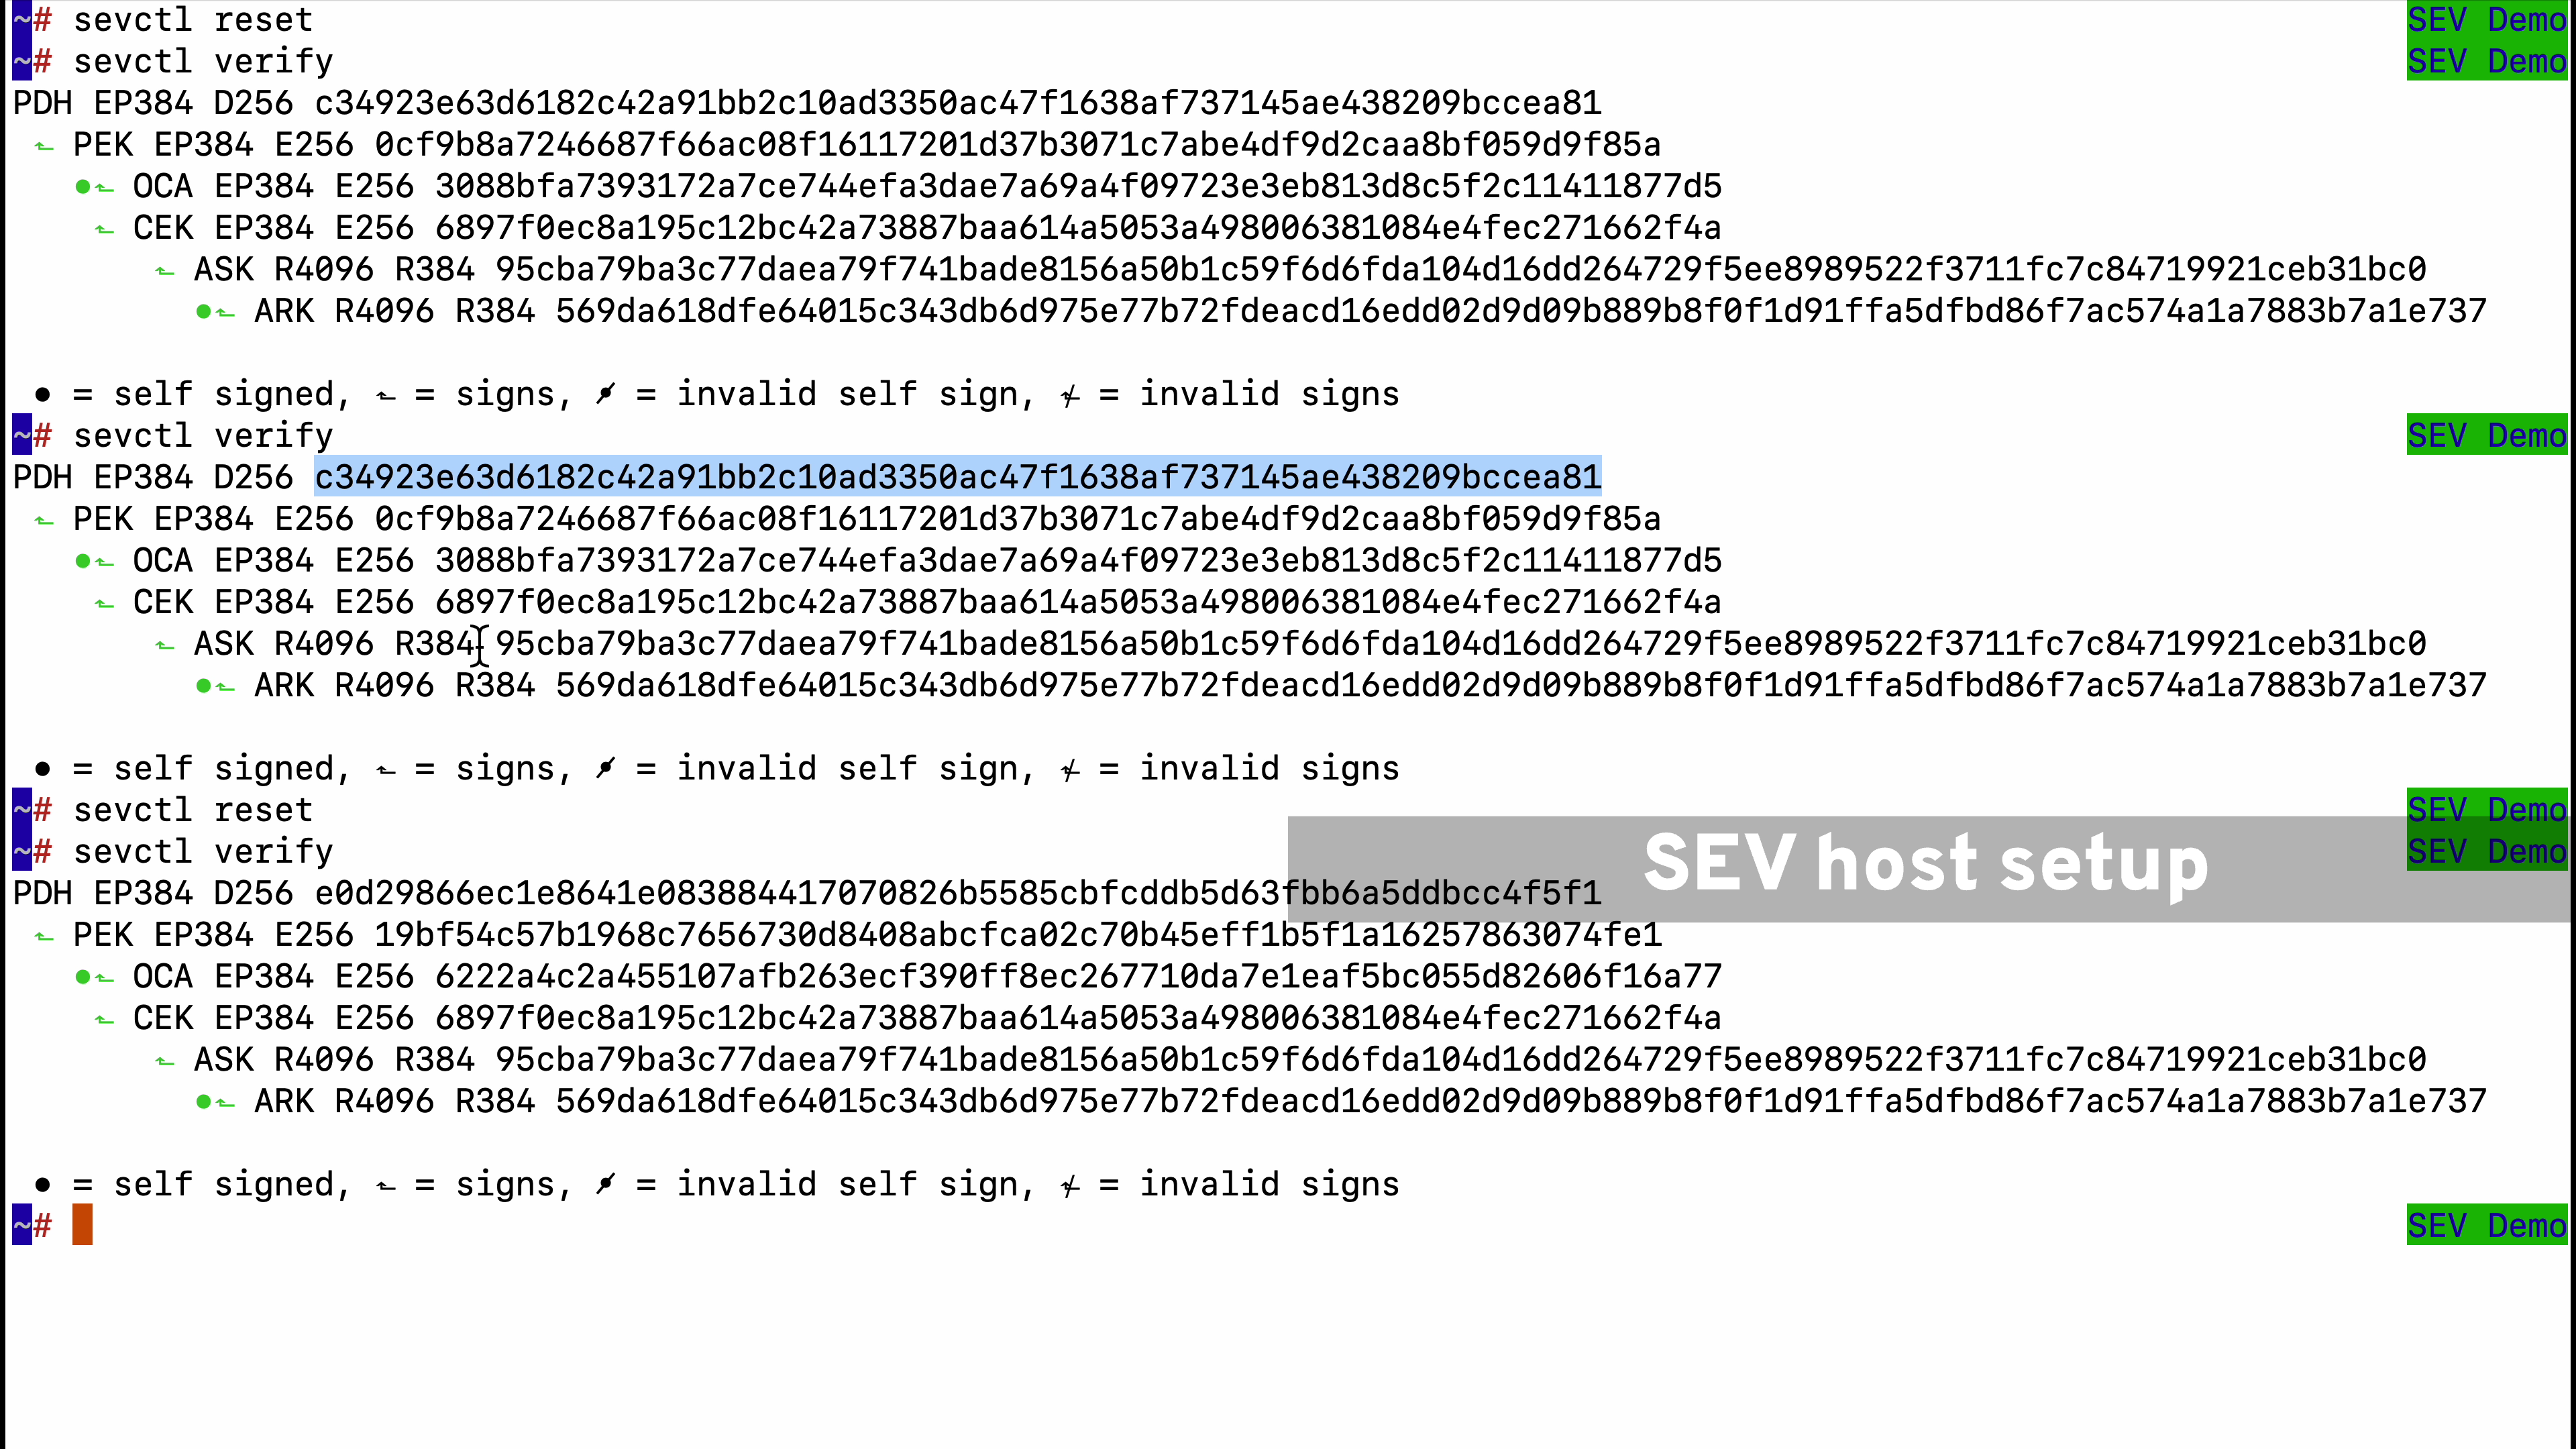 ~# sevctl reset SEV Demo
~# sevctl verify SEV Demo
PDH EP384 D256 c34923e63d6182c42a91bb2c10ad3350ac47f1638af737145ae438209bccea81
⬑ PEK EP384 E256 0cf9b8a7246687f66ac08f16117201d37b3071c7abe4df9d2caa8bf059d9f85a
•⬑ OCA EP384 E256 3088bfa7393172a7ce744efa3dae7a69a4f09723e3eb813d8c5f2c11411877d5
⬑ CEK EP384 E256 6897f0ec8a195c12bc42a73887baa614a5053a498006381084e4fec271662f4a
⬑ ASK R4096 R384 95cba79ba3c77daea79f741bade8156a50b1c59f6d6fda104d16dd264729f5ee8989522f3711fc7c84719921ceb31bc0
•⬑ ARK R4096 R384 569da618dfe64015c343db6d975e77b72fdeacd16edd02d9d09b889b8f0f1d91ffa5dfbd86f7ac574a1a7883b7a1e737
• = self signed, ⬑ = signs, •̷ = invalid self sign, ⬑̸ = invalid signs
~# sevctl verify SEV Demo
PDH EP384 D256 c34923e63d6182c42a91bb2c10ad3350ac47f1638af737145ae438209bccea81
⬑ PEK EP384 E256 0cf9b8a7246687f66ac08f16117201d37b3071c7abe4df9d2caa8bf059d9f85a
•⬑ OCA EP384 E256 3088bfa7393172a7ce744efa3dae7a69a4f09723e3eb813d8c5f2c11411877d5
⬑ CEK EP384 E256 6897f0ec8a195c12bc42a73887baa614a5053a498006381084e4fec271662f4a
⬑ ASK R4096 R384 95cba79ba3c77daea79f741bade8156a50b1c59f6d6fda104d16dd264729f5ee8989522f3711fc7c84719921ceb31bc0
•⬑ ARK R4096 R384 569da618dfe64015c343db6d975e77b72fdeacd16edd02d9d09b889b8f0f1d91ffa5dfbd86f7ac574a1a7883b7a1e737
• = self signed, ⬑ = signs, •̷ = invalid self sign, ⬑̸ = invalid signs
~# sevctl reset SEV Demo
~# sevctl verify SEV Demo
SEV host setup
PDH EP384 D256 e0d29866ec1e8641e083884417070826b5585cbfcddb5d63fbb6a5ddbcc4f5f1
⬑ PEK EP384 E256 19bf54c57b1968c7656730d8408abcfca02c70b45eff1b5f1a16257863074fe1
•⬑ OCA EP384 E256 6222a4c2a455107afb263ecf390ff8ec267710da7e1eaf5bc055d82606f16a77
⬑ CEK EP384 E256 6897f0ec8a195c12bc42a73887baa614a5053a498006381084e4fec271662f4a
⬑ ASK R4096 R384 95cba79ba3c77daea79f741bade8156a50b1c59f6d6fda104d16dd264729f5ee8989522f3711fc7c84719921ceb31bc0
•⬑ ARK R4096 R384 569da618dfe64015c343db6d975e77b72fdeacd16edd02d9d09b889b8f0f1d91ffa5dfbd86f7ac574a1a7883b7a1e737
• = self signed, ⬑ = signs, •̷ = invalid self sign, ⬑̸ = invalid signs
~# SEV Demo